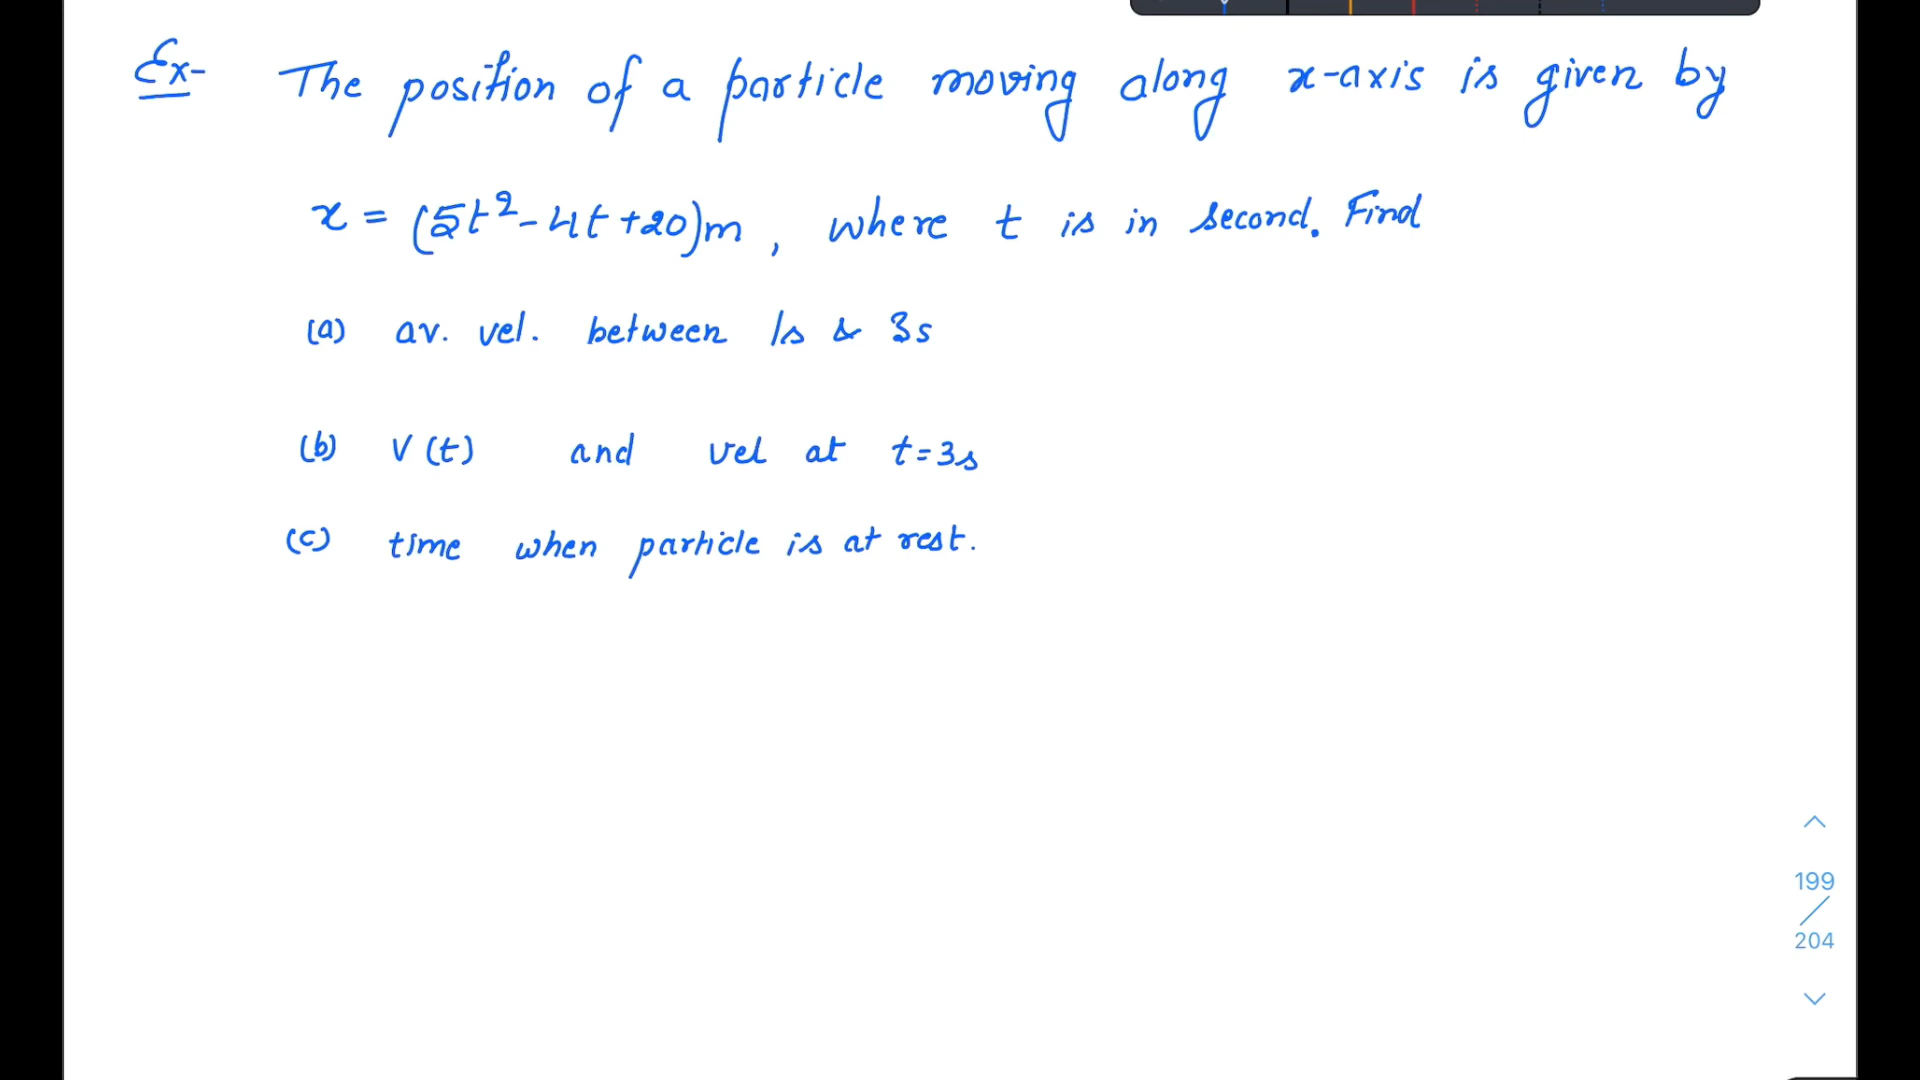 Ex- The position of a particle moving along x-axis is given by
x = (5t²-4t+20)m, where t is in second. Find
(a) av. vel. between 1s & 3s
(b) V(t) and vel at t=3s
(c) time when particle is at rest.
199
/
204